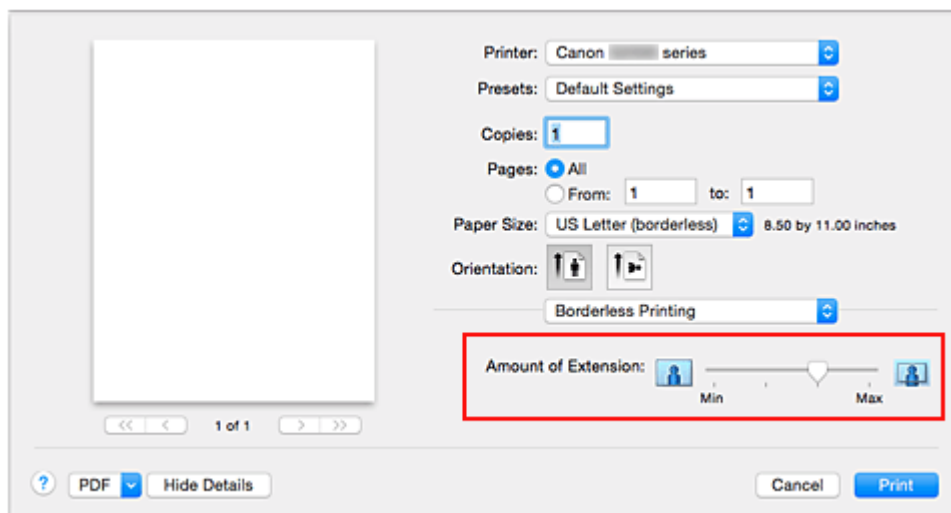 Printer: Canon series
Presets: Default Settings
Copies: 1
Pages: All
From: 1 to: 1
Paper Size: US Letter (borderless) 8.50 by 11.00 inches
Orientation:
Borderless Printing
Amount of Extension:
Min Max
<< < 1 of 1 > >>
? PDF Hide Details Cancel Print